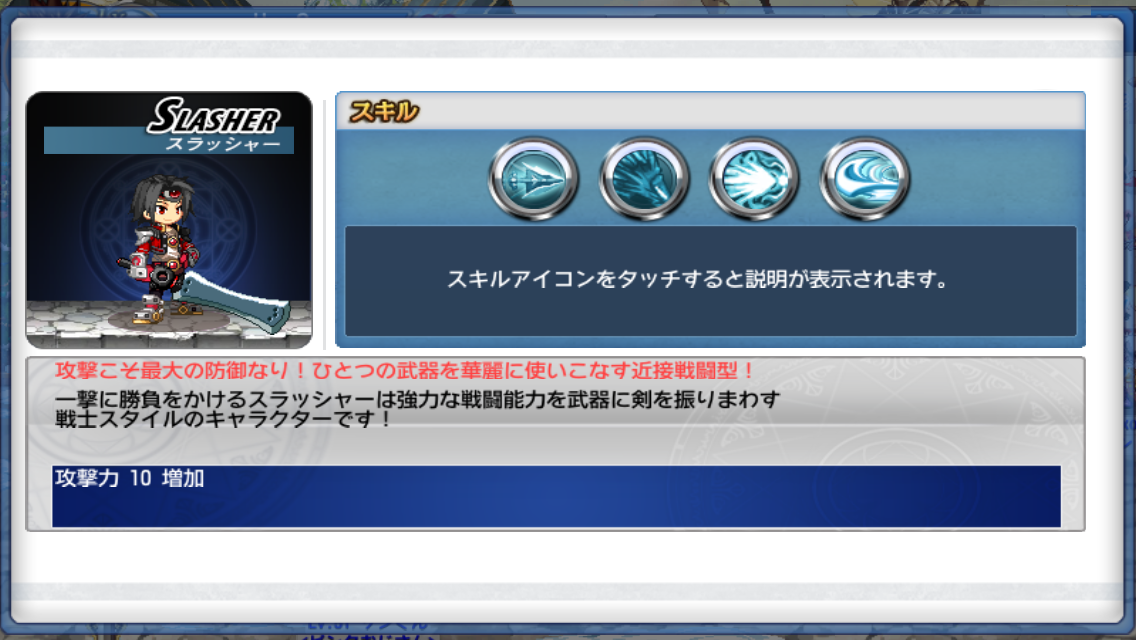 SLASHER
スラッシャー
スキル
スキルアイコンをタッチすると説明が表示されます。
攻撃こそ最大の防御なり！ひとつの武器を華麗に使いこなす近接戦闘型！
一撃に勝負をかけるスラッシャーは強力な戦闘能力を武器に剣を振りまわす
戦士スタイルのキャラクターです！
攻撃力 10 増加